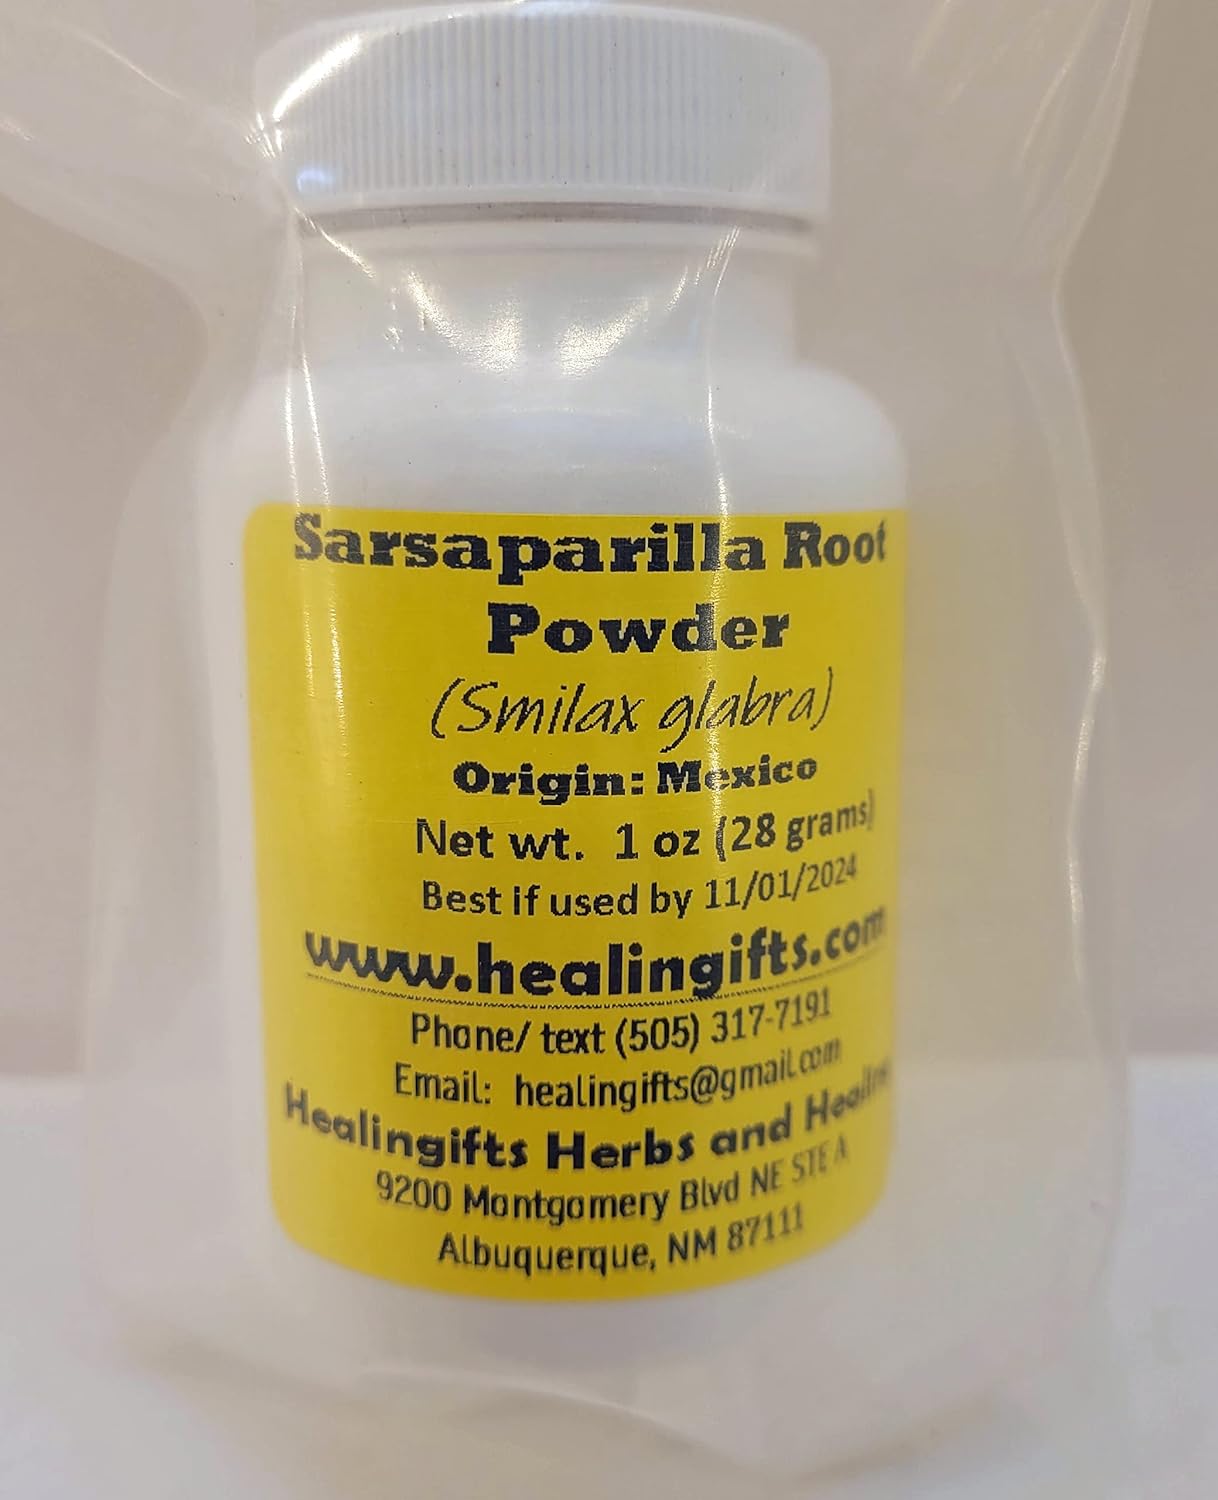 Sarsaparilla Root
Powder
(Smilax glabra)
Origin: Mexico
Net wt. 1 oz (28 grams)
Best if used by 11/01/2024
www.healingifts.com
Phone/ text (505) 317-7191
Email: healingifts@gmail.com
Healingifts Herbs and
9200 Montgomery Blvd NE STE A
Albuquerque, NM 87111